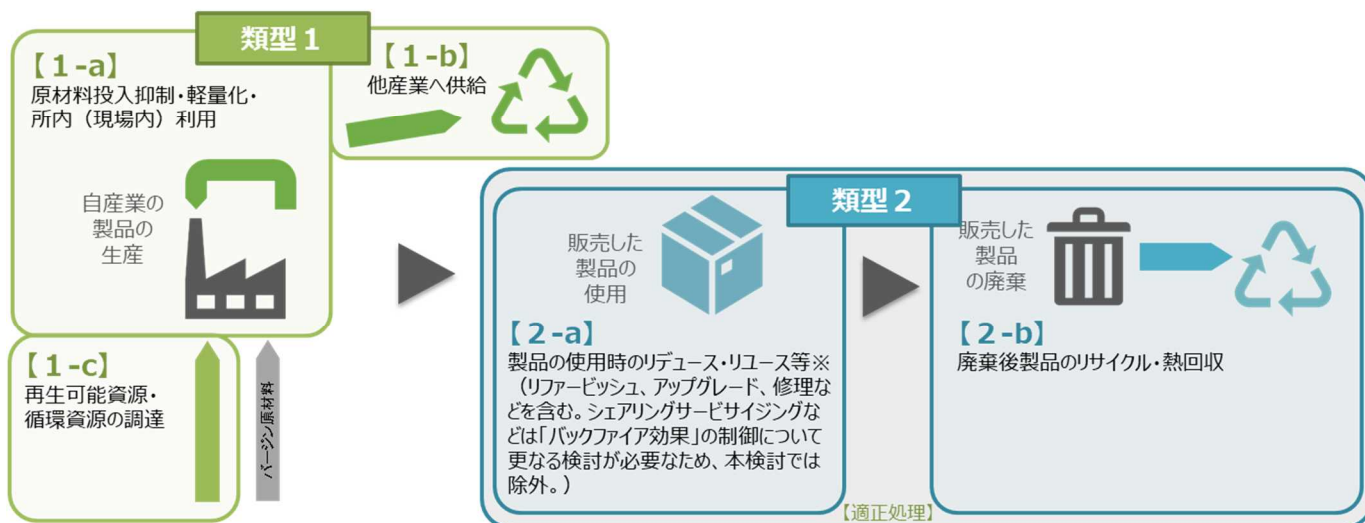 類型1
【1-a】
原材料投入抑制・軽量化・
所内（現場内）利用
自産業の
製品の
生産
【1-b】
他産業へ供給
【1-c】
再生可能資源・
循環資源の調達
バージン原材料
類型2
販売した
製品の
使用
【2-a】
製品の使用時のリデュース・リユース等※
（リファービッシュ、アップグレード、修理な
どを含む。シェアリングサービサイジングな
どは「バックファイア効果」の制御について
更なる検討が必要なため、本検討では
除外。）
販売した
製品
の廃棄
【2-b】
廃棄後製品のリサイクル・熱回収
【適正処理】